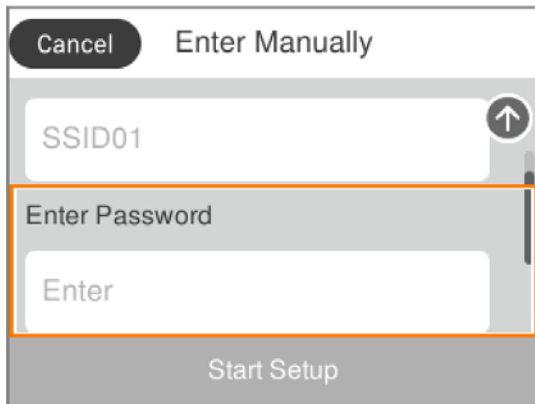 Cancel Enter Manually
SSID01
Enter Password
Enter
Start Setup